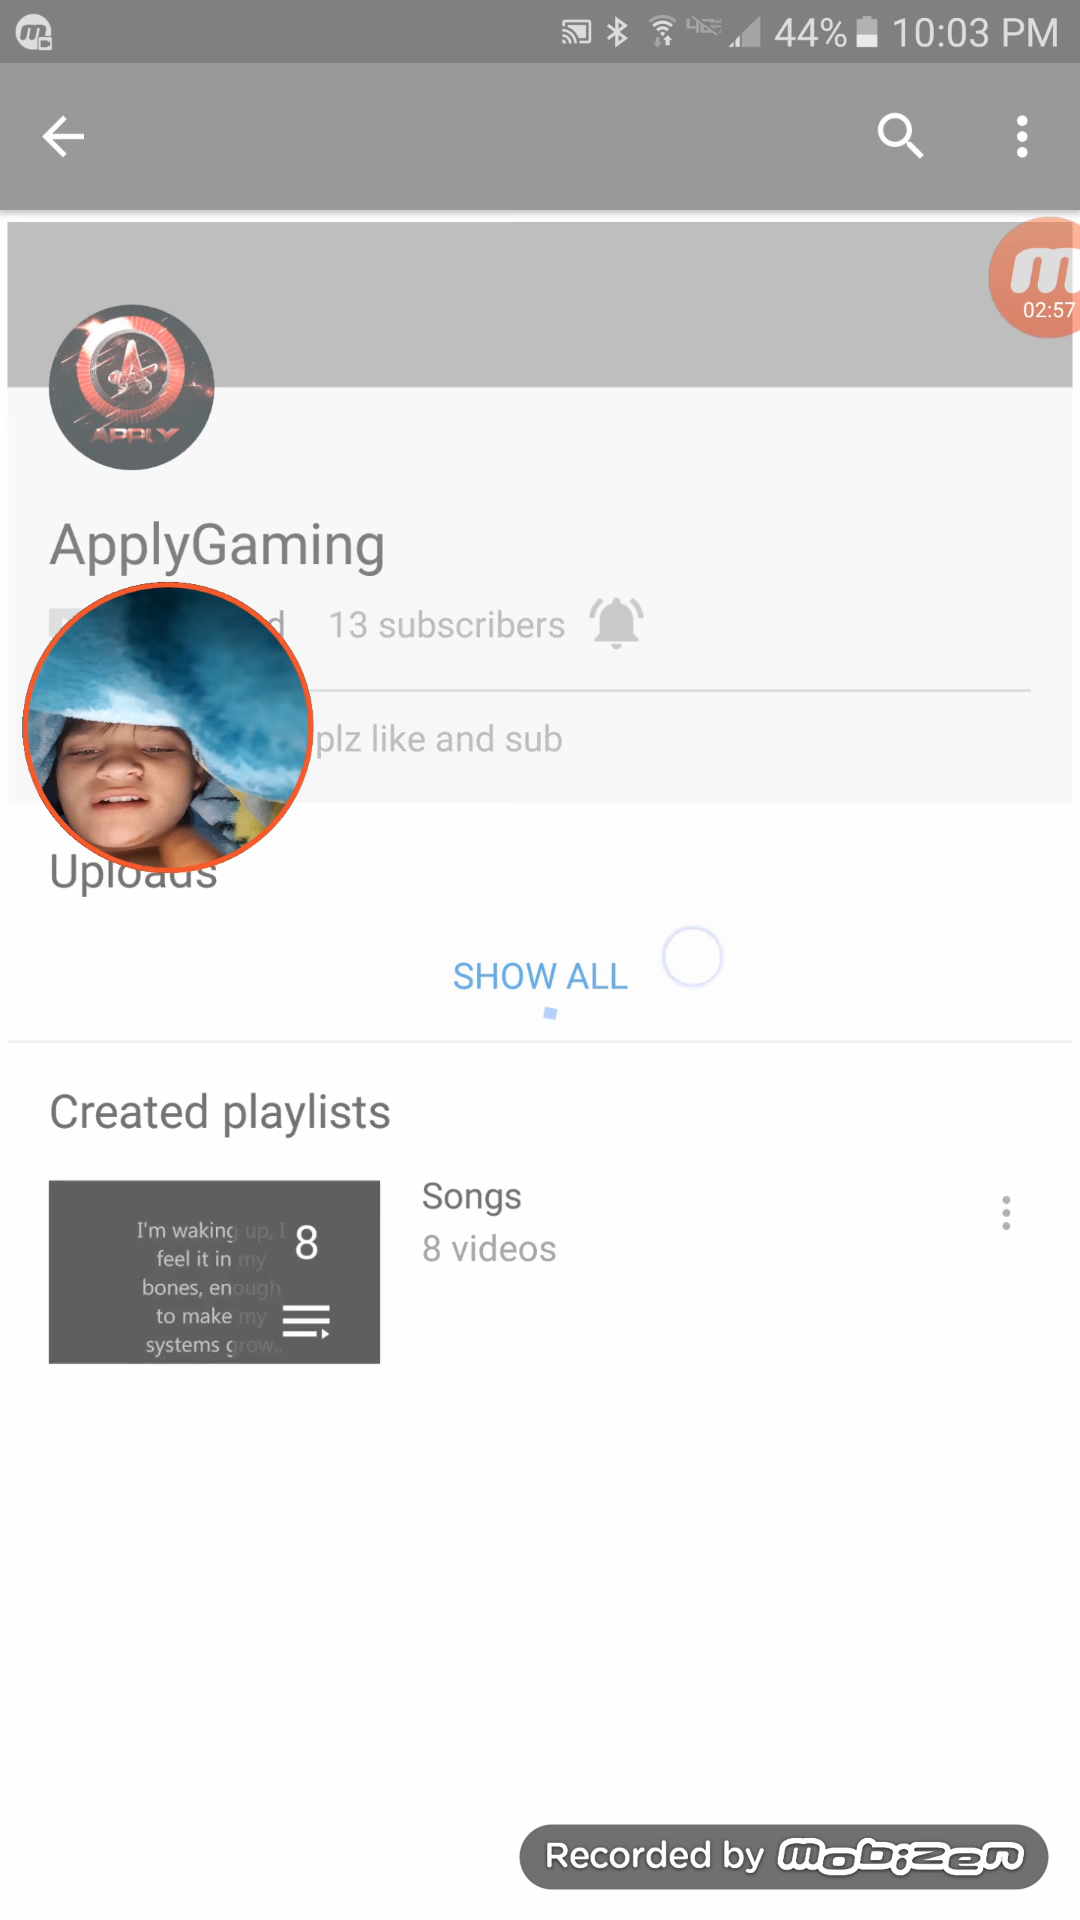 44% 10:03 PM
02:57
APPLY
ApplyGaming
13 subscribers
plz like and sub
Uploads
SHOW ALL
Created playlists
Songs
8 videos
8
I'm waking up, I
feel it in my
bones, enough
to make my
systems grow..
Recorded by mobizen